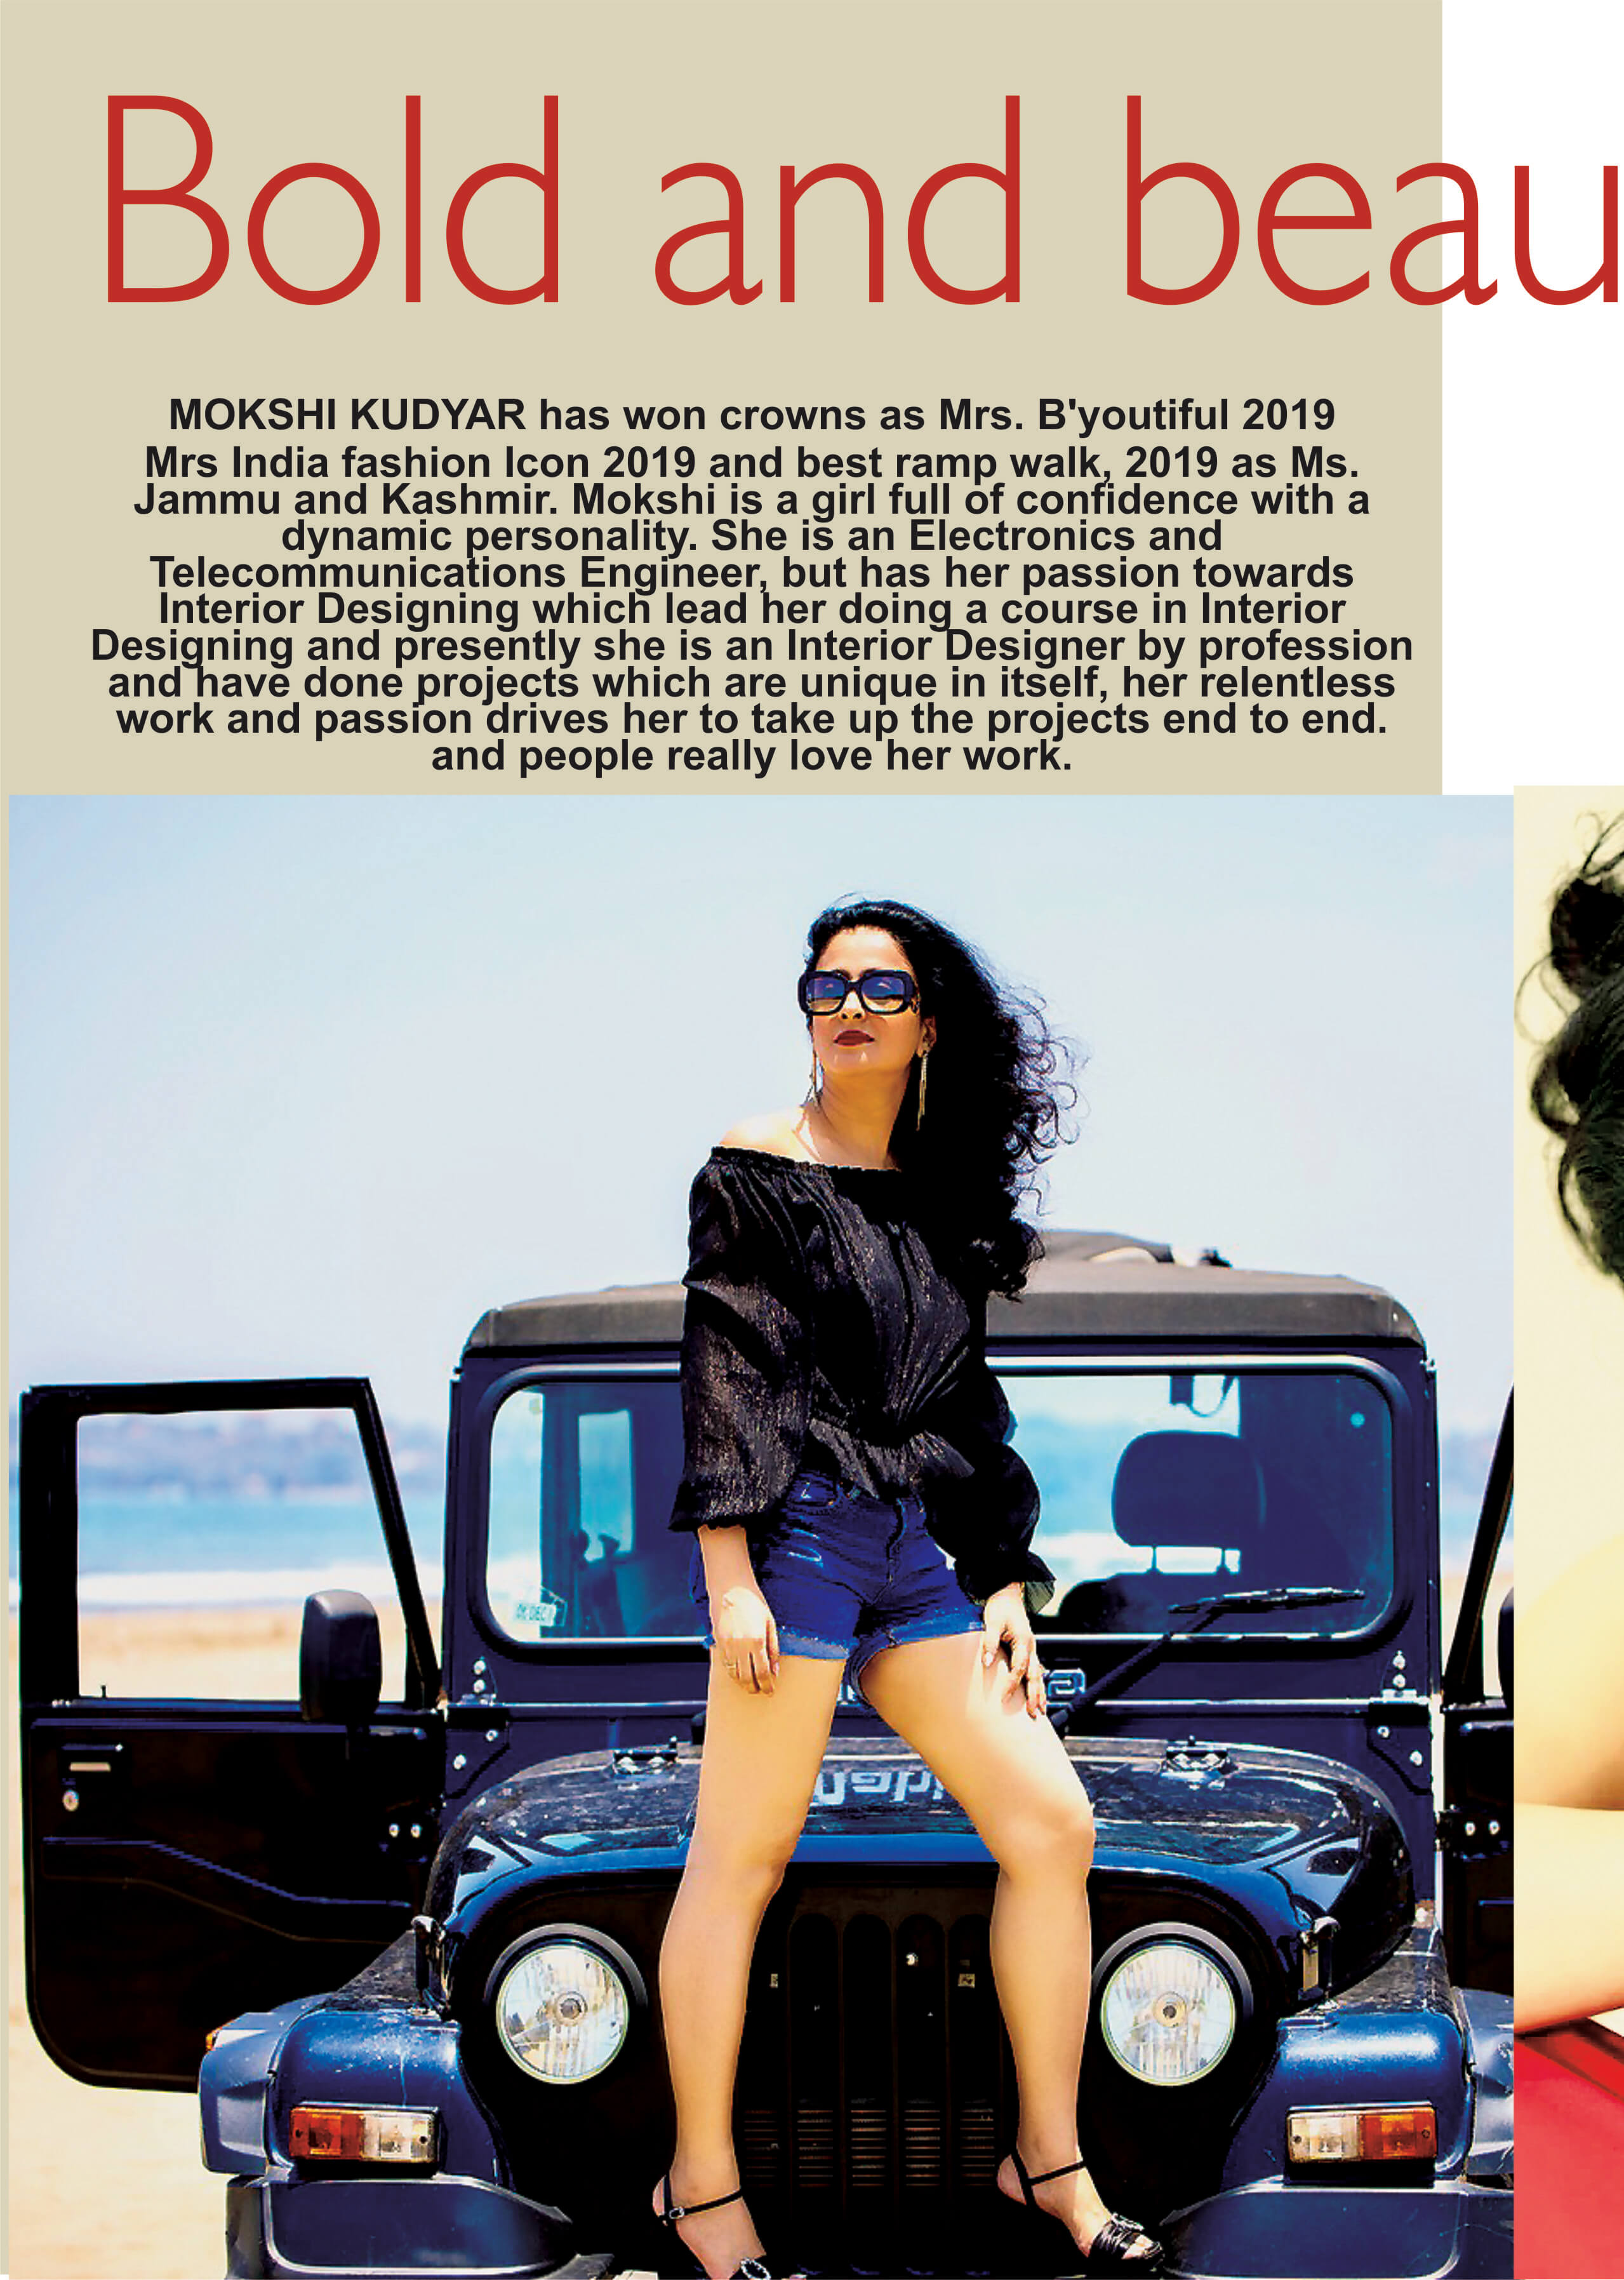 Bold and beau
MOKSHI KUDYAR has won crowns as Mrs. B'youtiful 2019
Mrs India fashion Icon 2019 and best ramp walk, 2019 as Ms.
Jammu and Kashmir. Mokshi is a girl full of confidence with a
dynamic personality. She is an Electronics and
Telecommunications Engineer, but has her passion towards
Interior Designing which lead her doing a course in Interior
Designing and presently she is an Interior Designer by profession
and have done projects which are unique in itself, her relentless
work and passion drives her to take up the projects end to end.
and people really love her work.